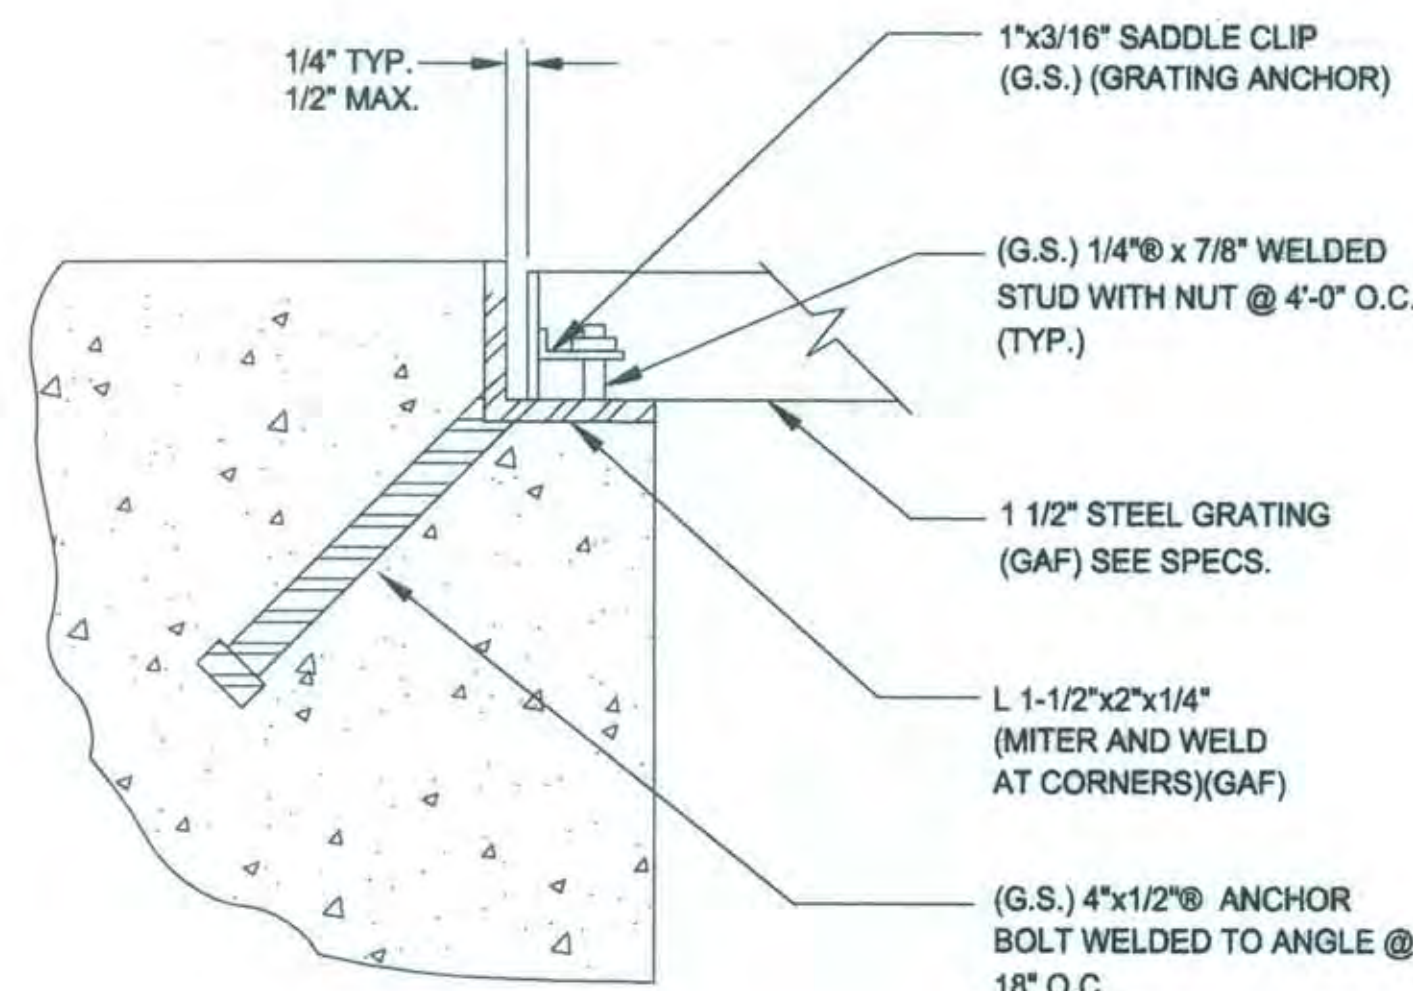 1/4" TYP.
1/2" MAX.
1"x3/16" SADDLE CLIP
(G.S.) (GRATING ANCHOR)
(G.S.) 1/4"® x 7/8" WELDED
STUD WITH NUT @ 4'-0" O.C.
(TYP.)
1 1/2" STEEL GRATING
(GAF) SEE SPECS.
L 1-1/2"x2"x1/4"
(MITER AND WELD
AT CORNERS)(GAF)
(G.S.) 4"x1/2"® ANCHOR
BOLT WELDED TO ANGLE @
18" O.C.